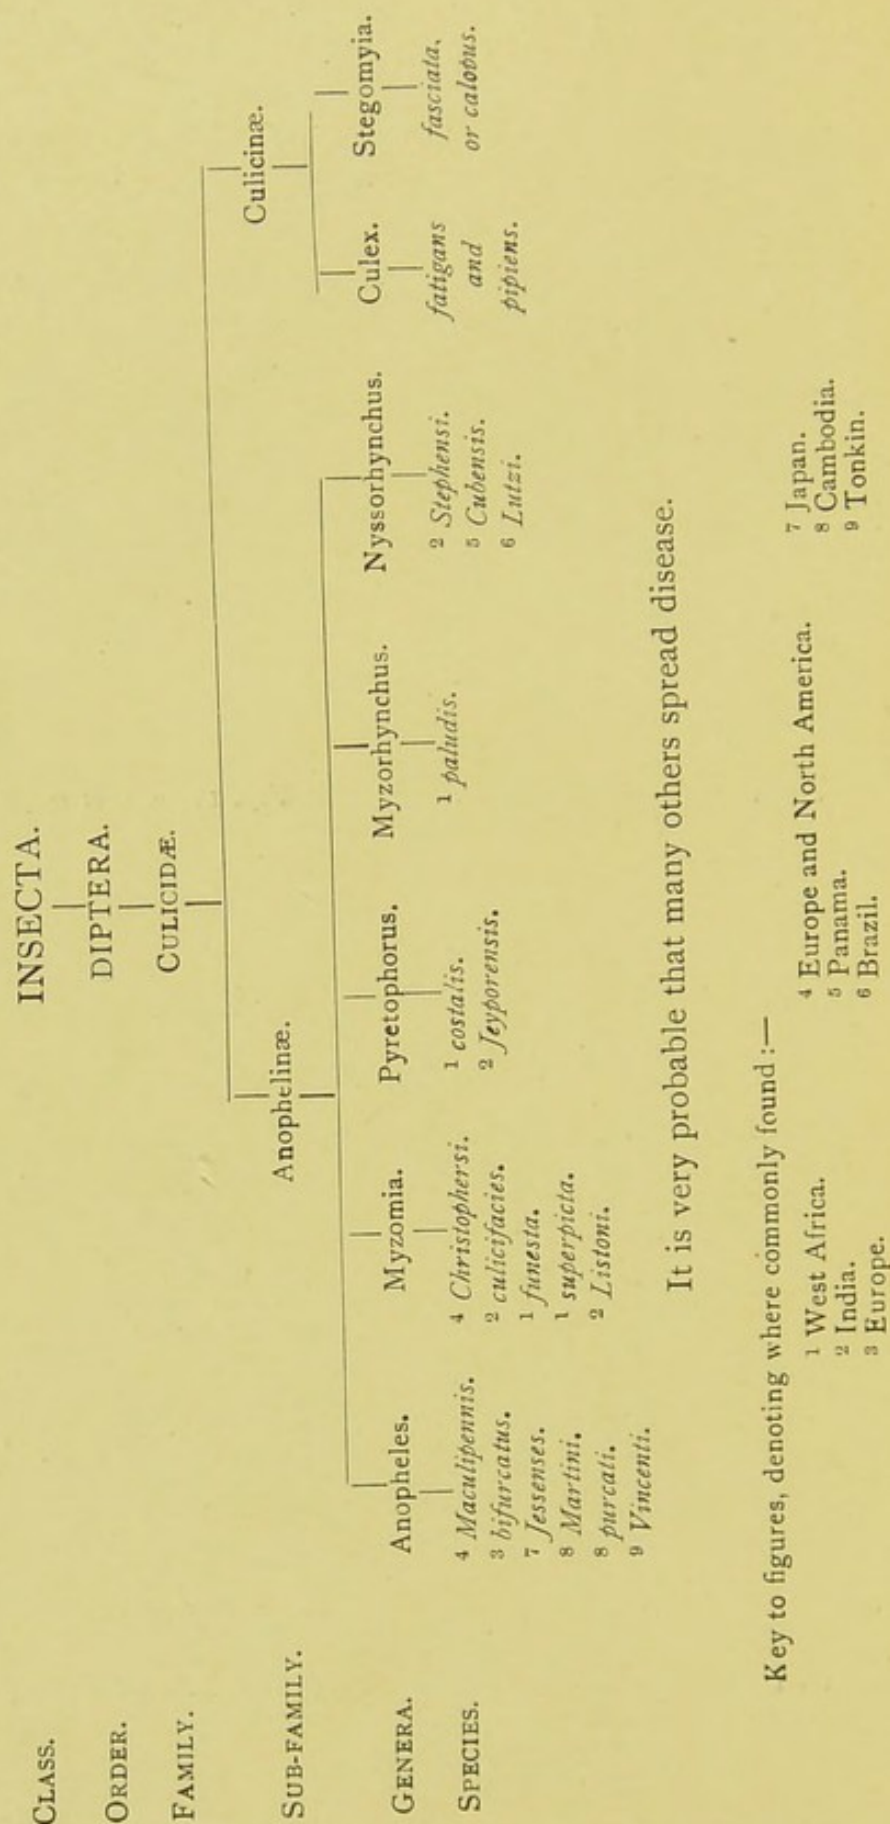 CLASS. INSECTA.
ORDER. DIPTERA.
FAMILY. CULICIDÆ.
SUB-FAMILY. Anophelinæ. Culicinæ.
GENERA. Anopheles. Myzomia. Pyretophorus. Myzorhynchus. Nyssorhynchus. Culex. Stegomyia.
SPECIES. 4 Maculipennis. 4 Christophersi. 1 costalis. 1 paludis. 2 Stephensi. fatigans fasciata.
3 bifurcatus. 2 culicifacies. 2 Jeyporensis. 5 Cubensis. and or calopus.
7 Jessenses. 1 funesta. 6 Lutzi. pipiens.
8 Martini. 1 superpicta.
8 purcati. 2 Listoni.
9 Vincenti.
It is very probable that many others spread disease.
Key to figures, denoting where commonly found :—
1 West Africa. 4 Europe and North America. 7 Japan.
2 India. 5 Panama. 8 Cambodia.
3 Europe. 6 Brazil. 9 Tonkin.